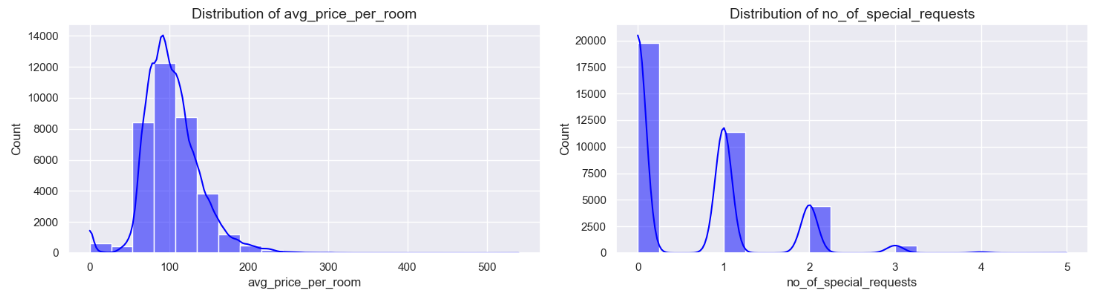 Distribution of avg_price_per_room
14000
12000
10000
8000
6000
4000
2000
0
Count
0 100 200 300 400 500
avg_price_per_room
Distribution of no_of_special_requests
20000
17500
15000
12500
10000
7500
5000
2500
0
Count
0 1 2 3 4 5
no_of_special_requests